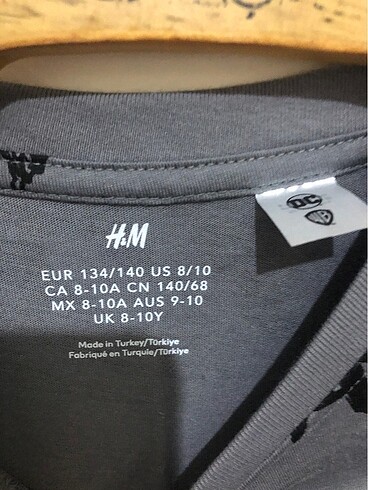 DC
WB
H&M
EUR 134/140 US 8/10
CA 8-10A CN 140/68
MX 8-10A AUS 9-10
UK 8-10Y
Made in Turkey/Türkiye
Fabriqué en Turquie/Türkiye